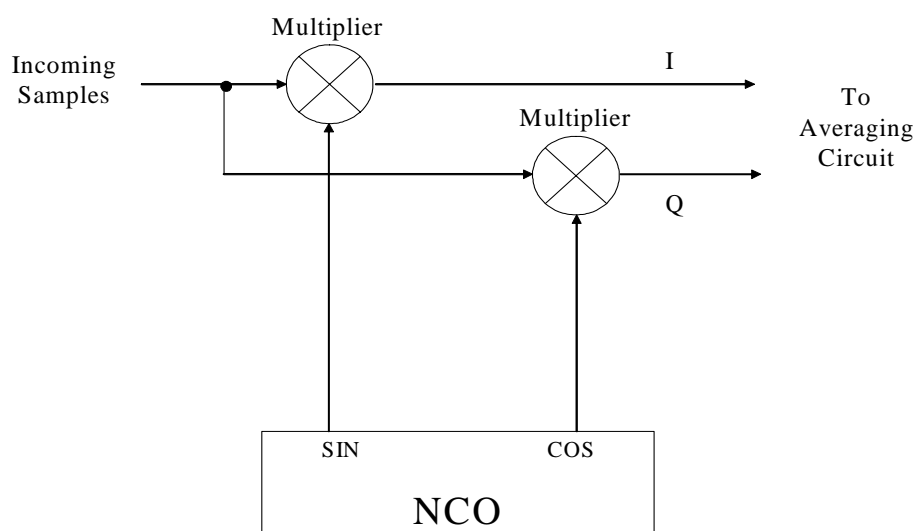 Multiplier
Incoming
Samples
I
To
Averaging
Circuit
Multiplier
Q
SIN
COS
NCO